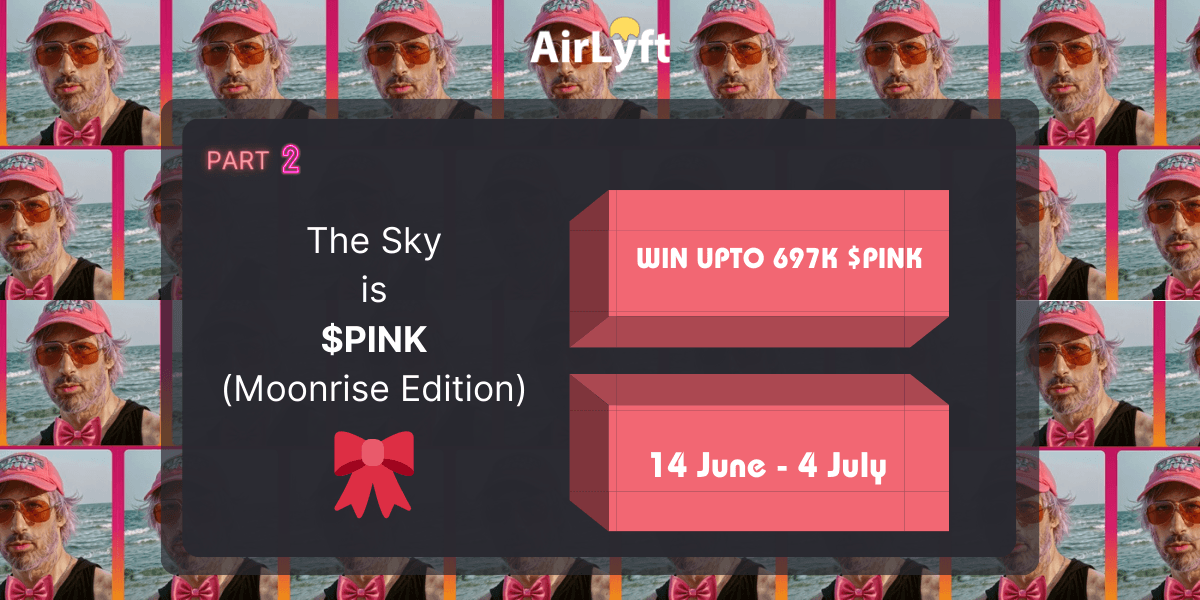 AirLyft
PART 2
The Sky
is
$PINK
(Moonrise Edition)
WIN UPTO 697K $PINK
14 June - 4 July